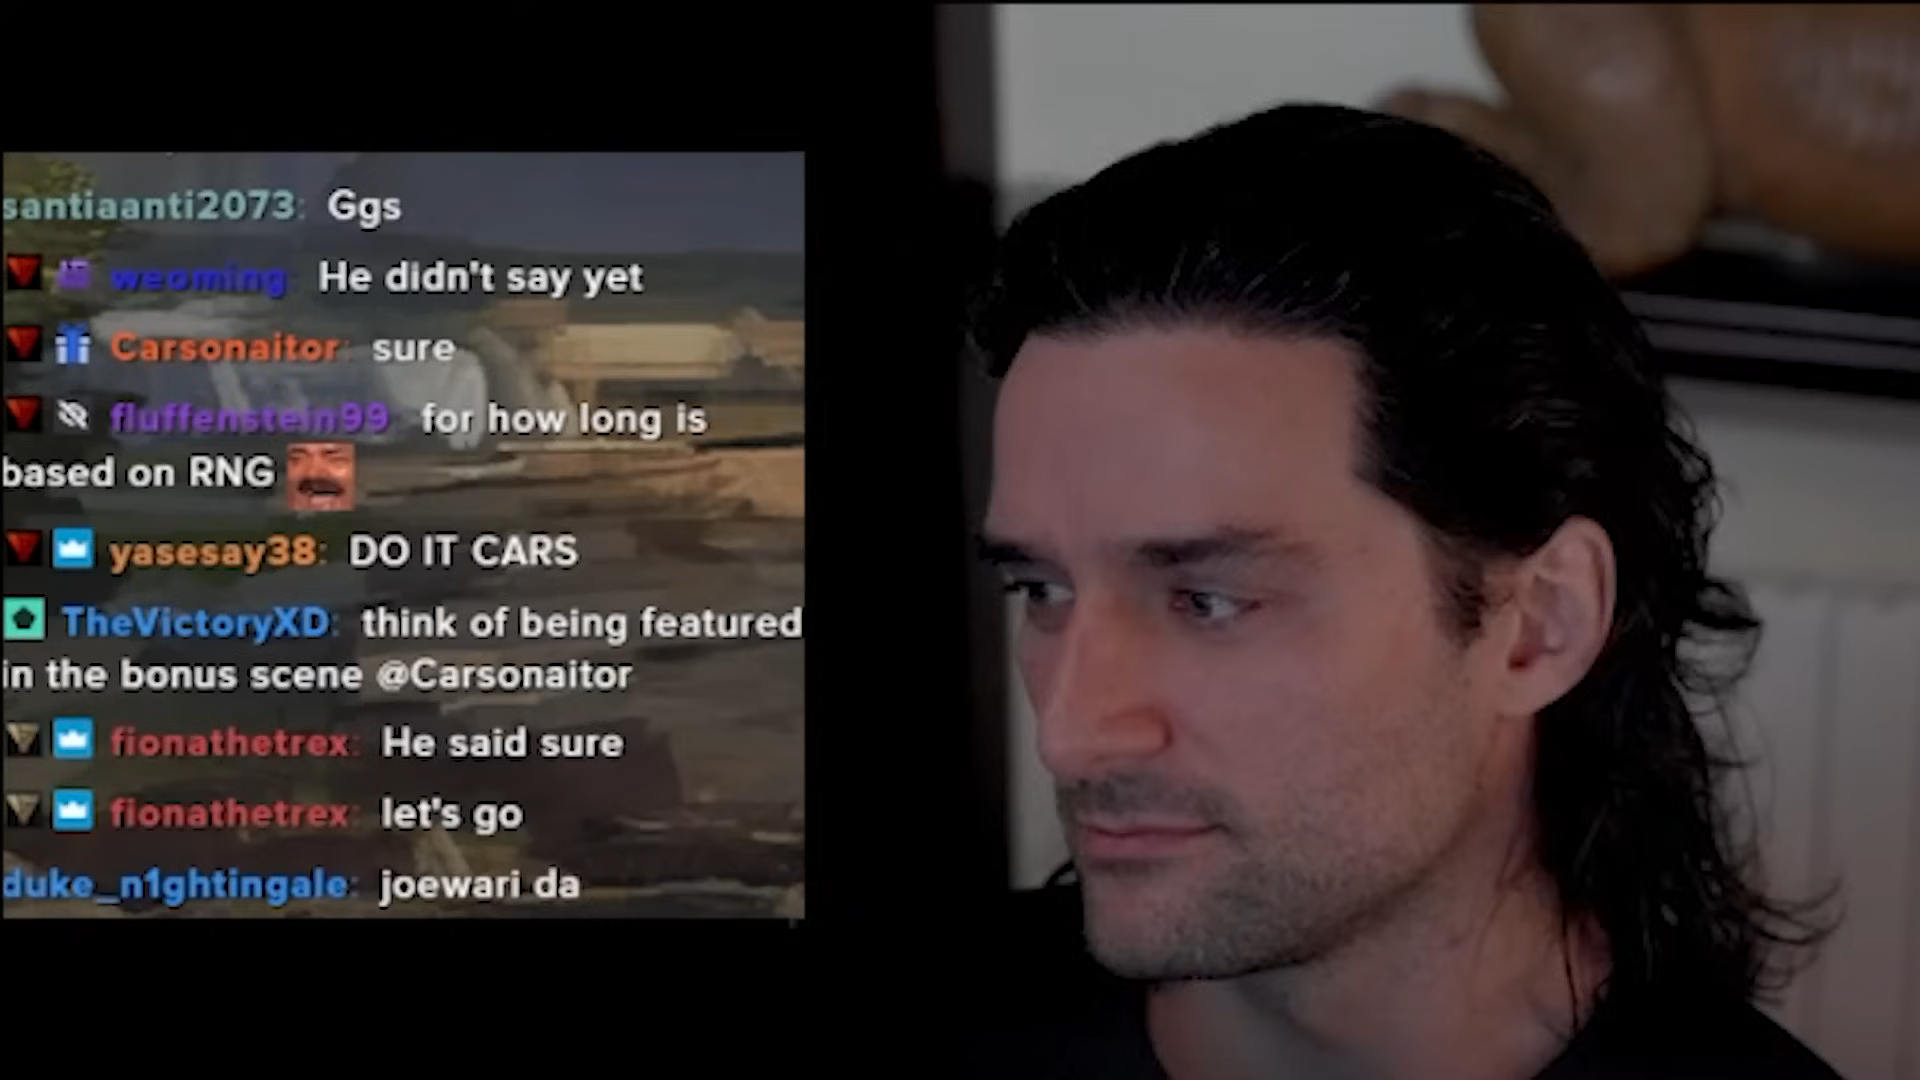 santiaanti2073: Ggs
weoming: He didn't say yet
Carsonaitor: sure
fluffenstein99 for how long is
based on RNG
yasesay38: DO IT CARS
TheVictoryXD: think of being featured
in the bonus scene @Carsonaitor
fionathetrex: He said sure
fionathetrex: let's go
duke_n1ghtingale: joewari da